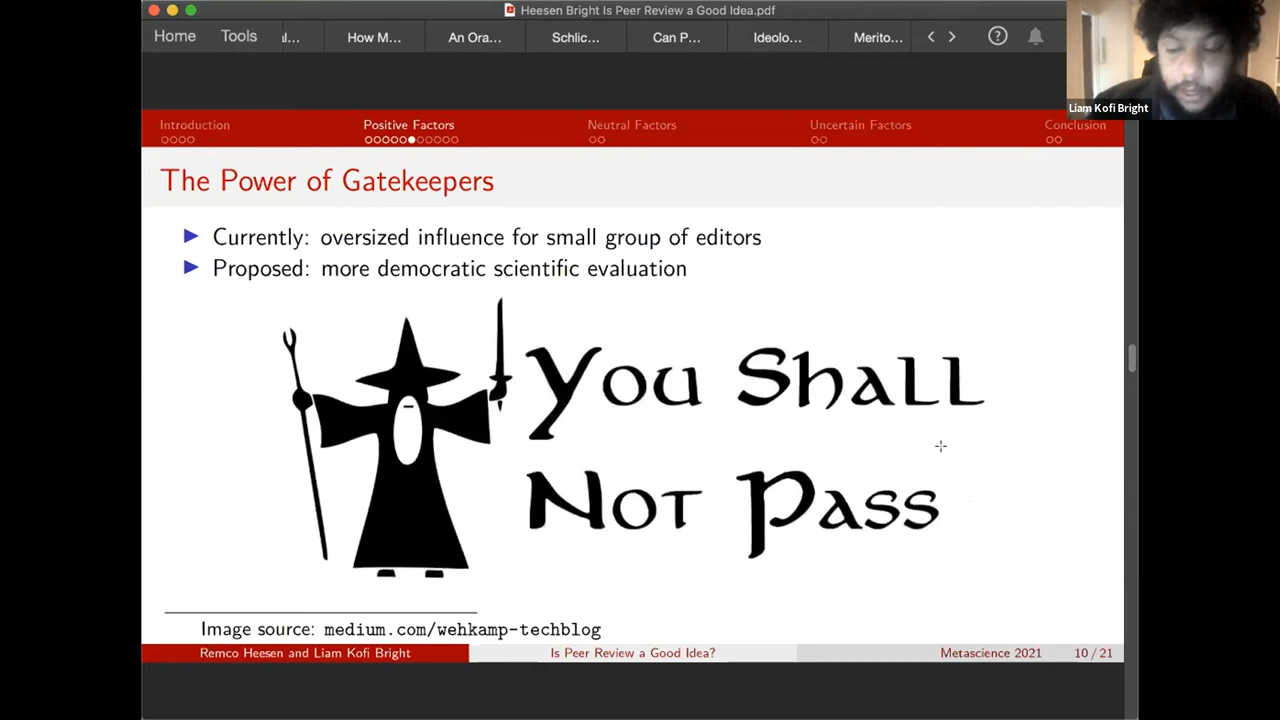 Heesen Bright Is Peer Review a Good Idea.pdf
Home Tools l... How M... An Ora... Schlic... Can P... Ideolo... Merito...
Liam Kofi Bright
Introduction Positive Factors Neutral Factors Uncertain Factors Conclusion
The Power of Gatekeepers
Currently: oversized influence for small group of editors
Proposed: more democratic scientific evaluation
You Shall
Not Pass
Image source: medium.com/wehkamp-techblog
Remco Heesen and Liam Kofi Bright Is Peer Review a Good Idea? Metascience 2021 10 / 21